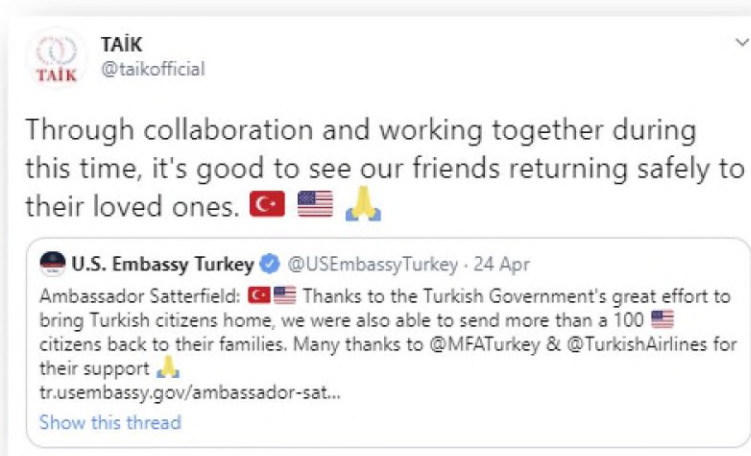 TAİK
@taikofficial
TAİK
Through collaboration and working together during
this time, it's good to see our friends returning safely to
their loved ones. 🇹🇷 🇺🇸 🙏
U.S. Embassy Turkey @USEmbassyTurkey · 24 Apr
Ambassador Satterfield: 🇹🇷🇺🇸 Thanks to the Turkish Government's great effort to
bring Turkish citizens home, we were also able to send more than a 100 🇺🇸
citizens back to their families. Many thanks to @MFATurkey & @TurkishAirlines for
their support 🙏
tr.usembassy.gov/ambassador-sat...
Show this thread